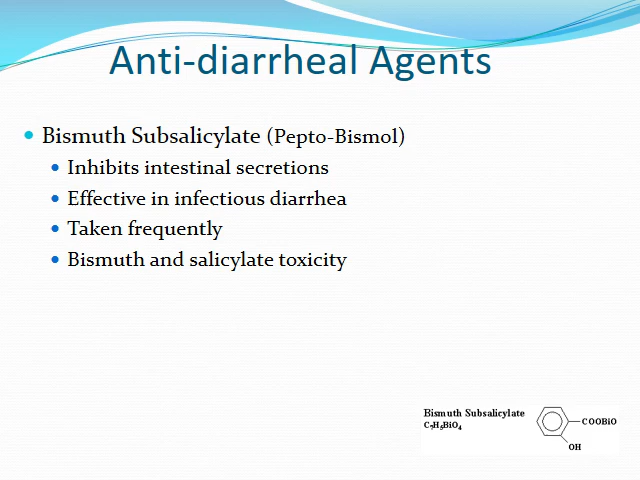 Anti-diarrheal Agents
Bismuth Subsalicylate (Pepto-Bismol)
Inhibits intestinal secretions
Effective in infectious diarrhea
Taken frequently
Bismuth and salicylate toxicity
Bismuth Subsalicylate
C₇H₅BiO₄
COOBiO
OH